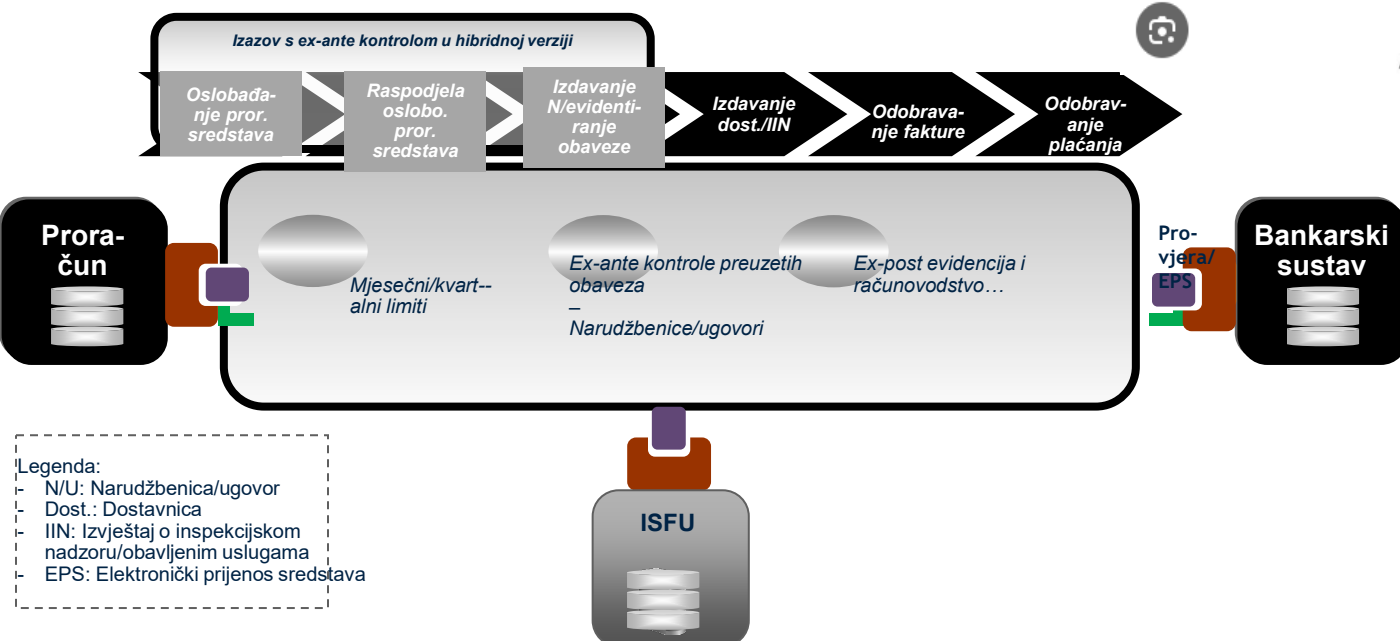 Izazov s ex-ante kontrolom u hibridnoj verziji
Oslobađa-
nje pror.
sredstava
Raspodjela
oslobo.
pror.
sredstava
Izdavanje
N/evidenti-
ranje
obaveze
Izdavanje
dost./IIN
Odobrava-
nje fakture
Odobrav-
anje
plaćanja
Prora-
čun
Mjesečni/kvart--
alni limiti
Ex-ante kontrole preuzetih
obaveza
–
Narudžbenice/ugovori
Ex-post evidencija i
računovodstvo…
Pro-
vjera/
EPS
Bankarski
sustav
Legenda:
- N/U: Narudžbenica/ugovor
- Dost.: Dostavnica
- IIN: Izvještaj o inspekcijskom
nadzoru/obavljenim uslugama
- EPS: Elektronički prijenos sredstava
ISFU